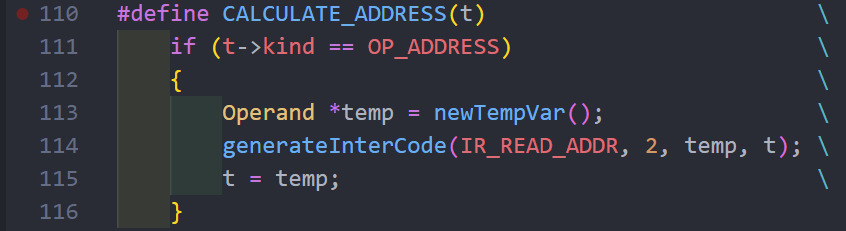 110 #define CALCULATE_ADDRESS(t) \
111 if (t->kind == OP_ADDRESS) \
112 { \
113 Operand *temp = newTempVar(); \
114 generateInterCode(IR_READ_ADDR, 2, temp, t); \
115 t = temp; \
116 }